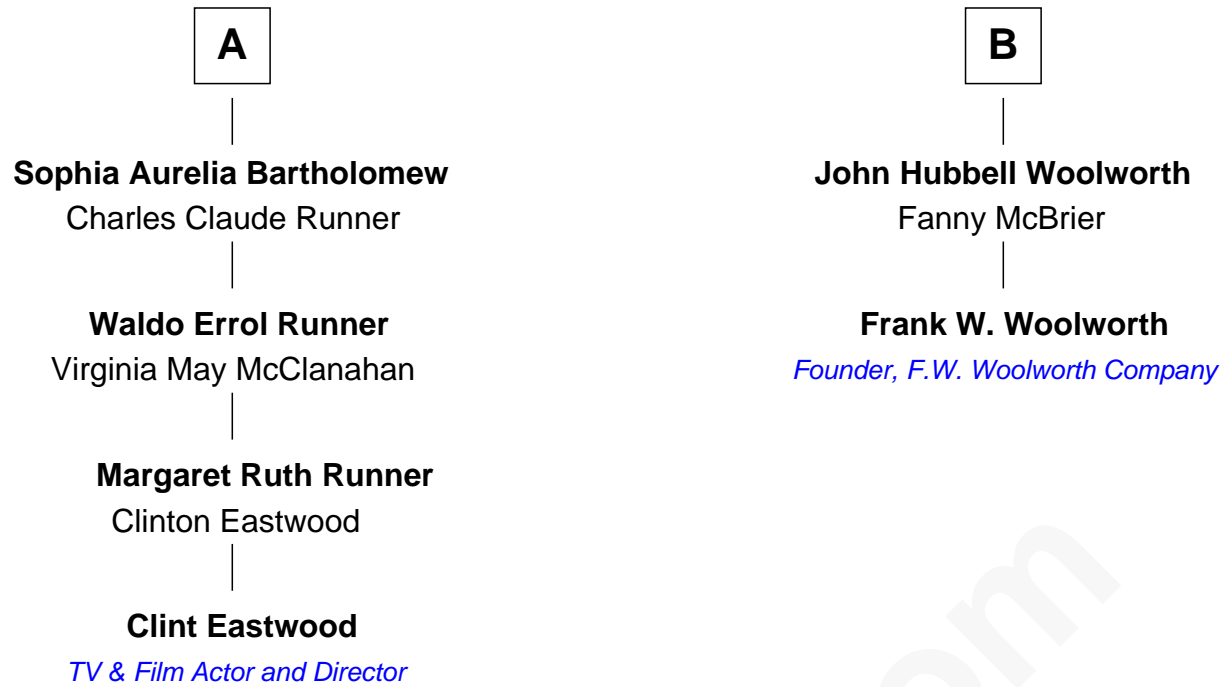 A
Sophia Aurelia Bartholomew
Charles Claude Runner
Waldo Errol Runner
Virginia May McClanahan
Margaret Ruth Runner
Clinton Eastwood
Clint Eastwood
TV & Film Actor and Director
B
John Hubbell Woolworth
Fanny McBrier
Frank W. Woolworth
Founder, F.W. Woolworth Company
om